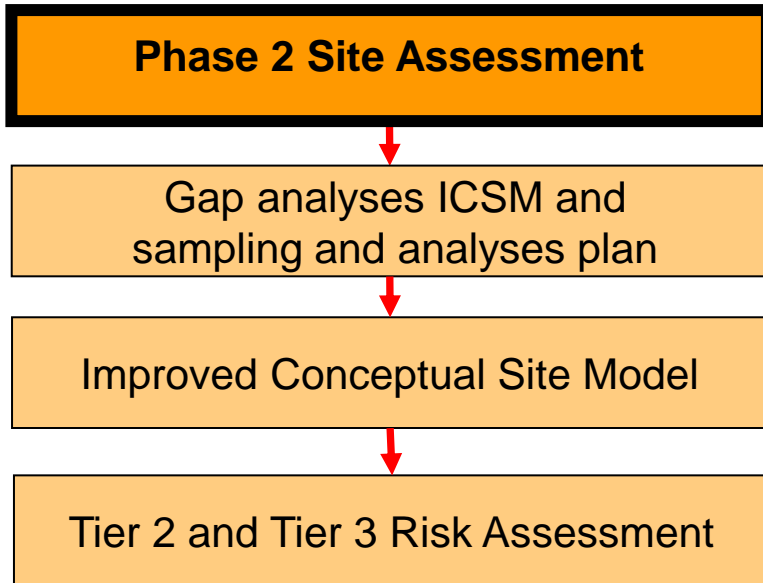 Phase 2 Site Assessment
Gap analyses ICSM and
sampling and analyses plan
Improved Conceptual Site Model
Tier 2 and Tier 3 Risk Assessment